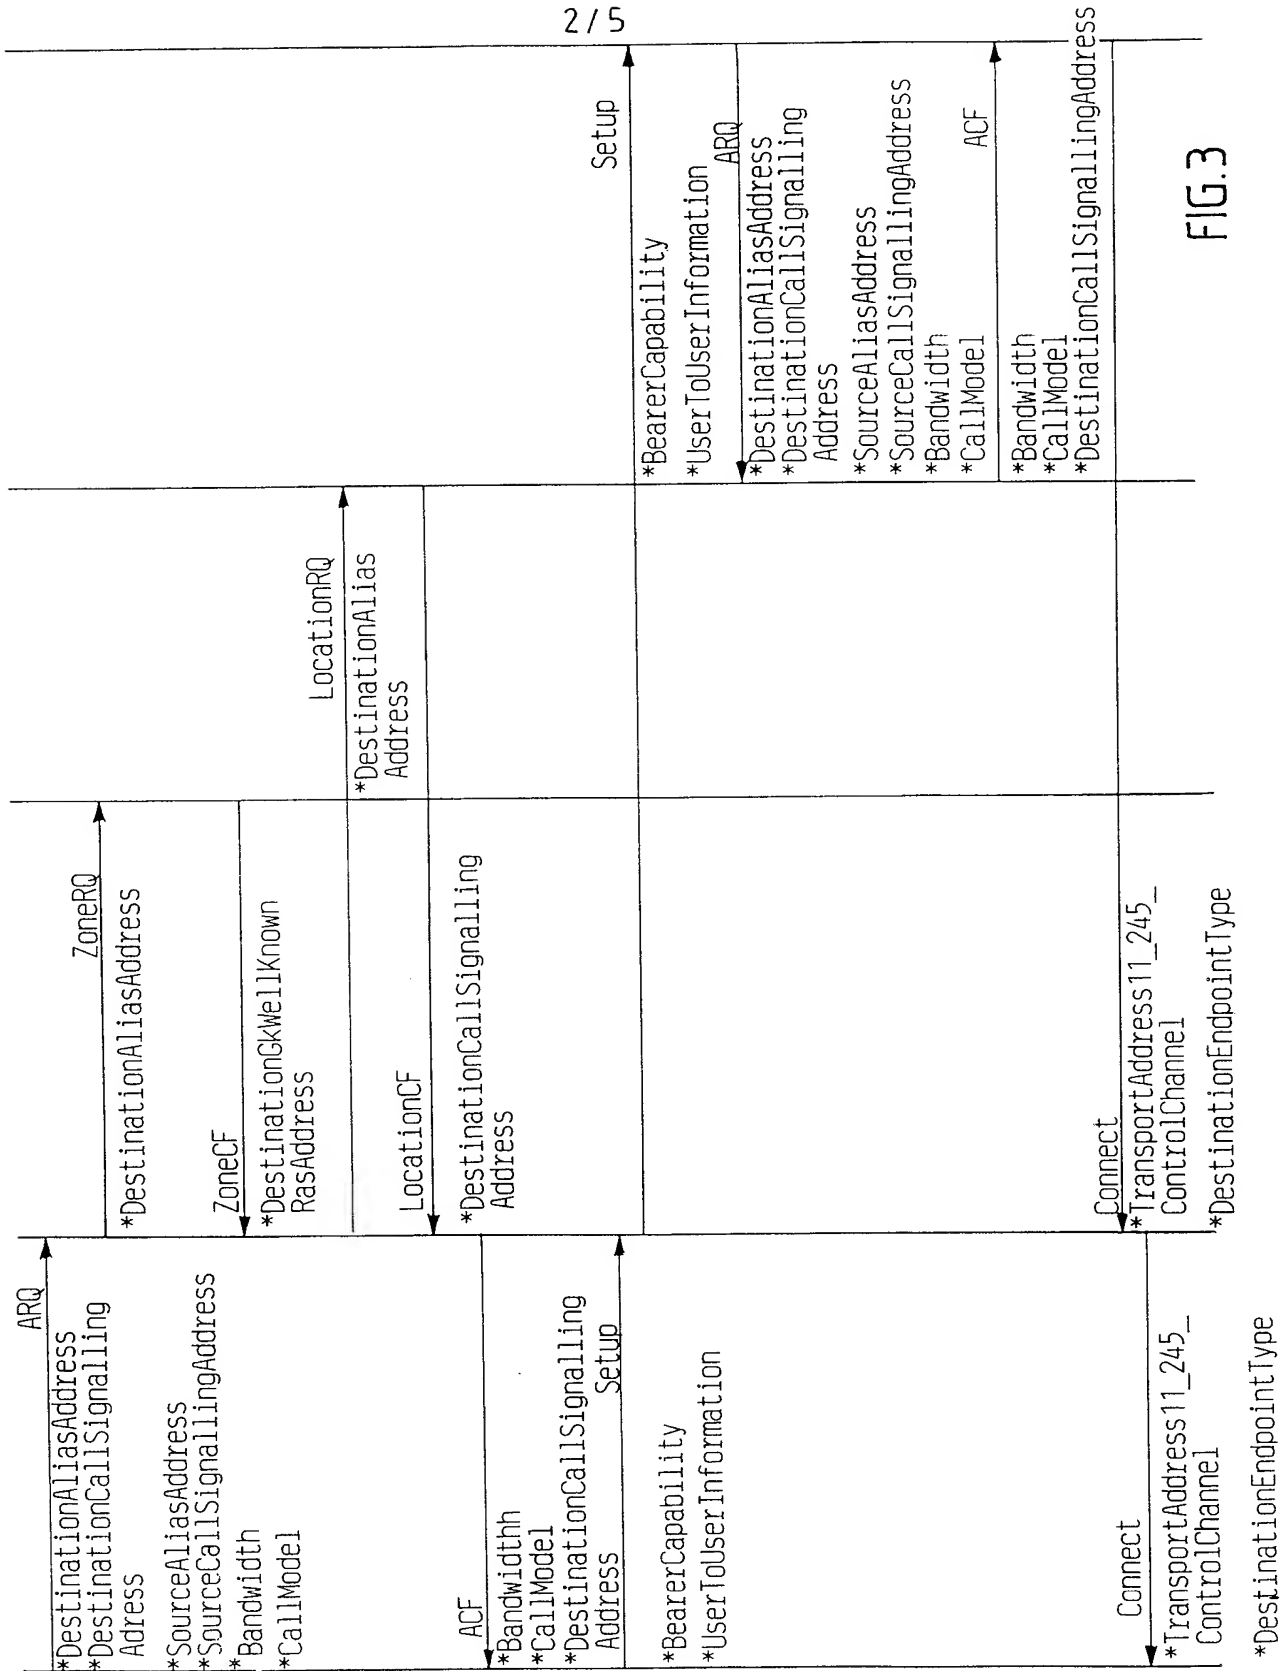 2/5
ARQ
*DestinationAliasAddress
*DestinationCallSignalling
Adress
*SourceAliasAddress
*SourceCallSignallingAddress
*Bandwidth
*CallModel
ZoneRQ
*DestinationAliasAddress
ZoneCF
*DestinationGkWellKnown
RasAddress
LocationRQ
*DestinationAlias
Address
LocationCF
*DestinationCallSignalling
Address
ACF
*Bandwidthh
*CallModel
*DestinationCallSignalling
Address
Setup
*BearerCapability
*UserToUserInformation
Setup
*BearerCapability
*UserToUserInformation
ARQ
*DestinationAliasAddress
*DestinationCallSignalling
Address
*SourceAliasAddress
*SourceCallSignallingAddress
*Bandwidth
*CallModel
ACF
*Bandwidth
*CallModel
*DestinationCallSignallingAddress
Connect
*TransportAddress11_245_
ControlChannel
*DestinationEndpointType
Connect
*TransportAddress11_245_
ControlChannel
*DestinationEndpointType
FIG.3